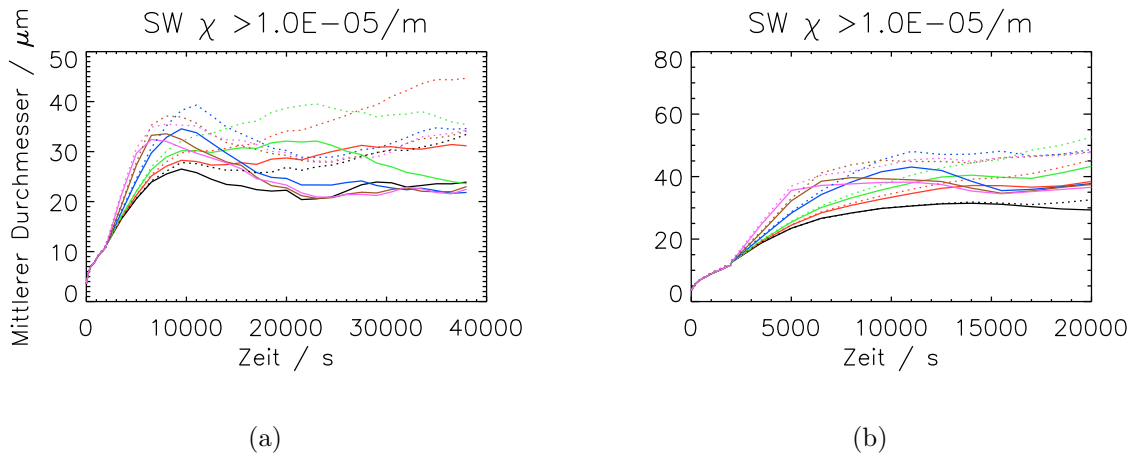 SW χ >1.0E−05/m
Mittlerer Durchmesser / μm
50
40
30
20
10
0
0 10000 20000 30000 40000
Zeit / s
(a)
SW χ >1.0E−05/m
80
60
40
20
0
0 5000 10000 15000 20000
Zeit / s
(b)